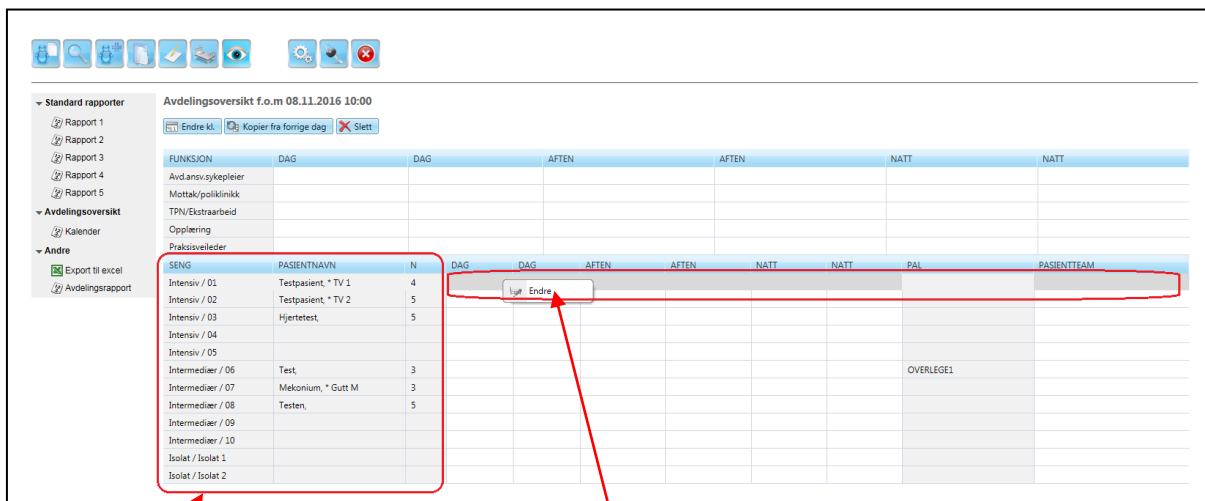 Standard rapporter
Rapport 1
Rapport 2
Rapport 3
Rapport 4
Rapport 5
Avdelingsoversikt
Kalender
Andre
Export til excel
Avdelingsrapport
Avdelingsoversikt f.o.m 08.11.2016 10:00
Endre kl. Kopier fra forrige dag Slett
FUNKSJON DAG DAG AFTEN AFTEN NATT NATT
Avd.ansv.sykepleier
Mottak/poliklinikk
TPN/Ekstraarbeid
Opplæring
Praksisveileder
SENG PASIENTNAVN N DAG DAG AFTEN AFTEN NATT NATT PAL PASIENTTEAM
Intensiv / 01 Testpasient, * TV 1 4
Endre
Intensiv / 02 Testpasient, * TV 2 5
Intensiv / 03 Hjertetest, 5
Intensiv / 04
Intensiv / 05
Intermediær / 06 Test, 3 OVERLEGE1
Intermediær / 07 Mekonium, * Gutt M 3
Intermediær / 08 Testen, 5
Intermediær / 09
Intermediær / 10
Isolat / Isolat 1
Isolat / Isolat 2